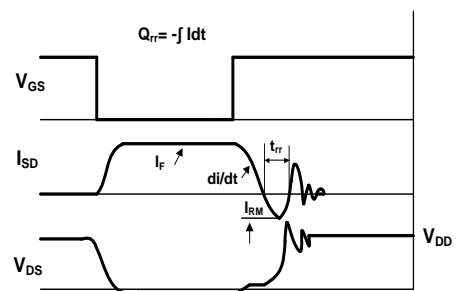 Qrr= -∫ Idt
VGS
ISD
IF
di/dt
trr
IRM
VDS
VDD